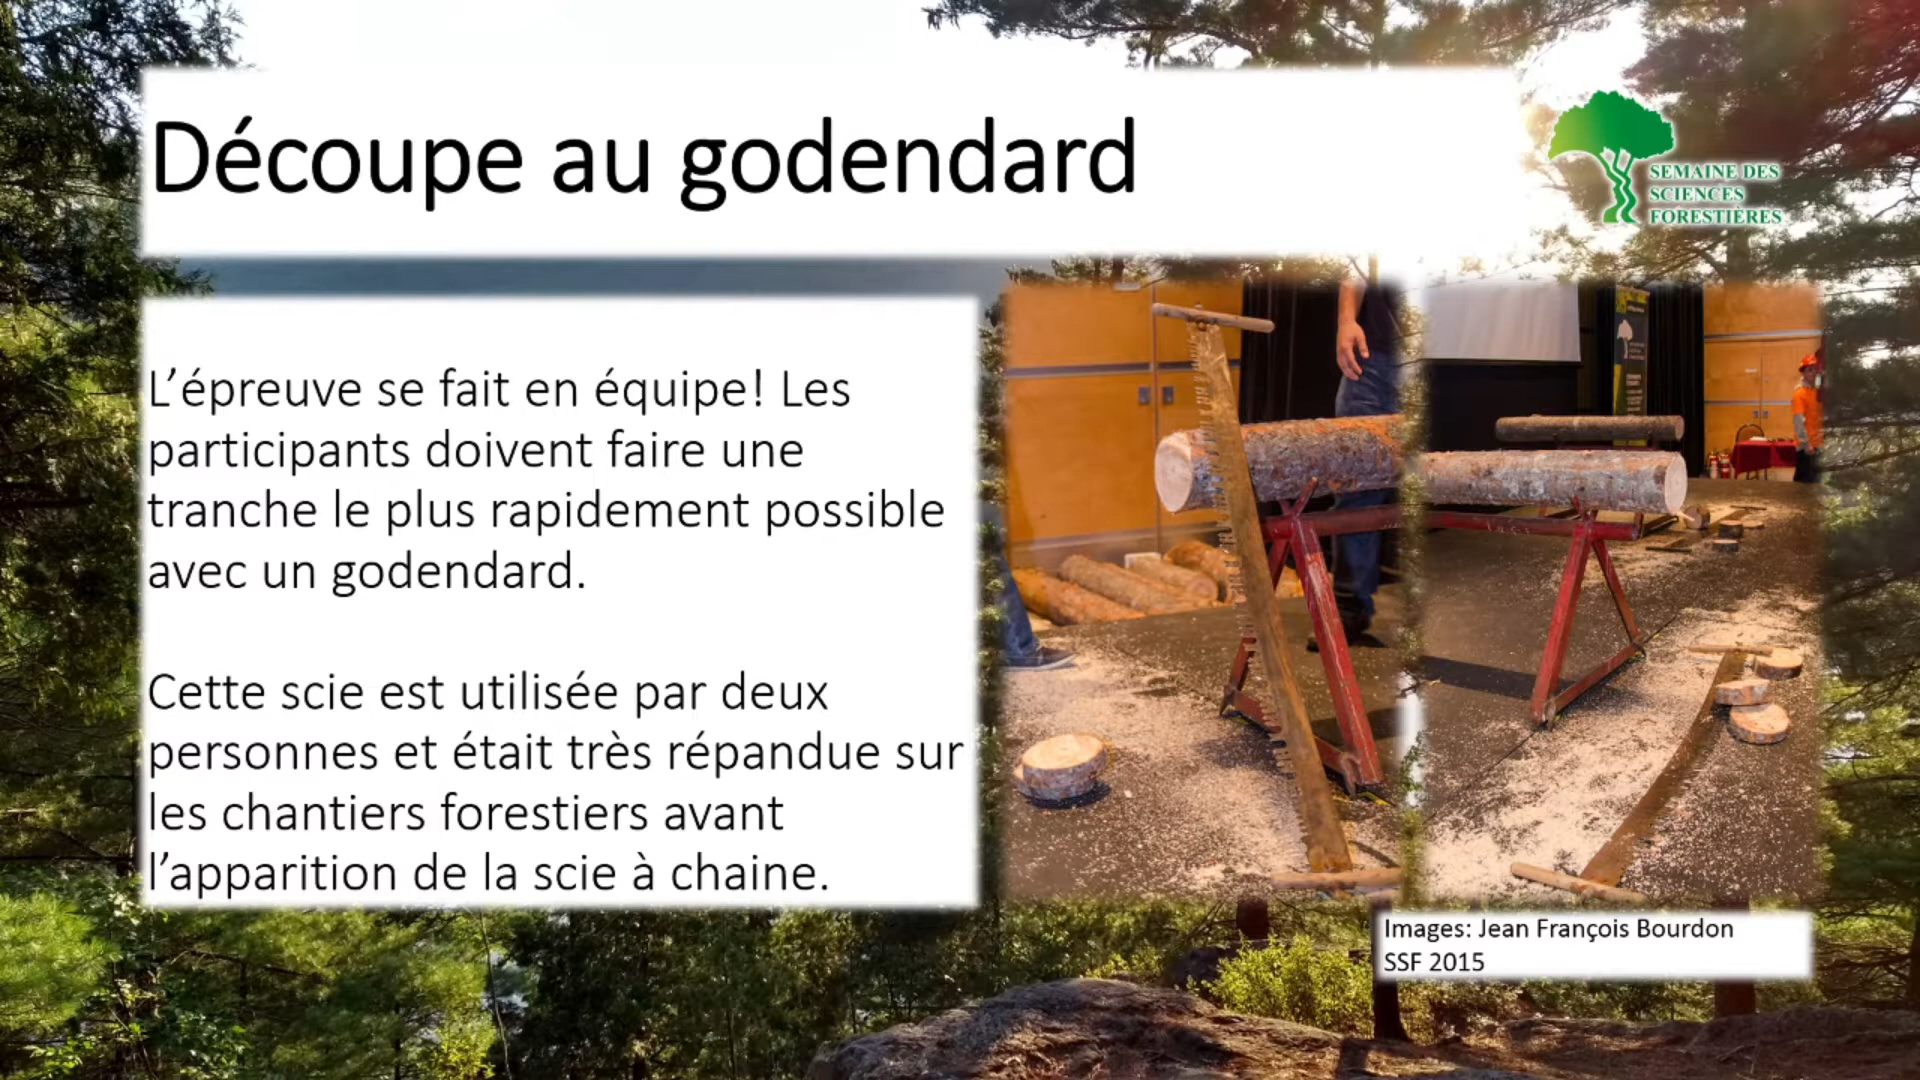 Découpe au godendard
SEMAINE DES
SCIENCES
FORESTIÈRES
L’épreuve se fait en équipe! Les
participants doivent faire une
tranche le plus rapidement possible
avec un godendard.
Cette scie est utilisée par deux
personnes et était très répandue sur
les chantiers forestiers avant
l’apparition de la scie à chaine.
Images: Jean François Bourdon
SSF 2015